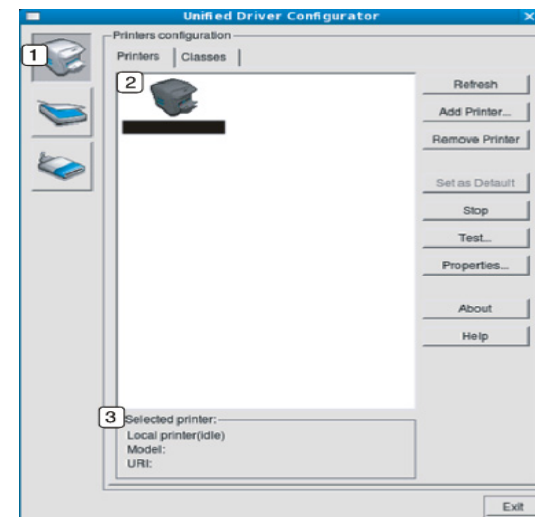 Unified Driver Configurator
1
Printers configuration
Printers
Classes
2
Refresh
Add Printer...
Remove Printer
Set as Default
Stop
Test...
Properties...
About
Help
3
Selected printer:
Local printer(idle)
Model:
URI:
Exit